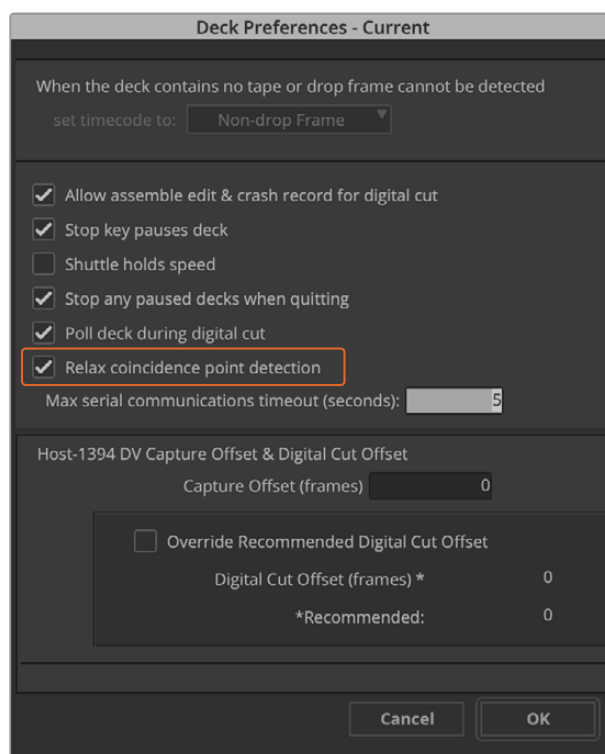 Deck Preferences - Current
When the deck contains no tape or drop frame cannot be detected
set timecode to: Non-drop Frame
Allow assemble edit & crash record for digital cut
Stop key pauses deck
Shuttle holds speed
Stop any paused decks when quitting
Poll deck during digital cut
Relax coincidence point detection
Max serial communications timeout (seconds): 5
Host-1394 DV Capture Offset & Digital Cut Offset
Capture Offset (frames) 0
Override Recommended Digital Cut Offset
Digital Cut Offset (frames) * 0
*Recommended: 0
Cancel OK